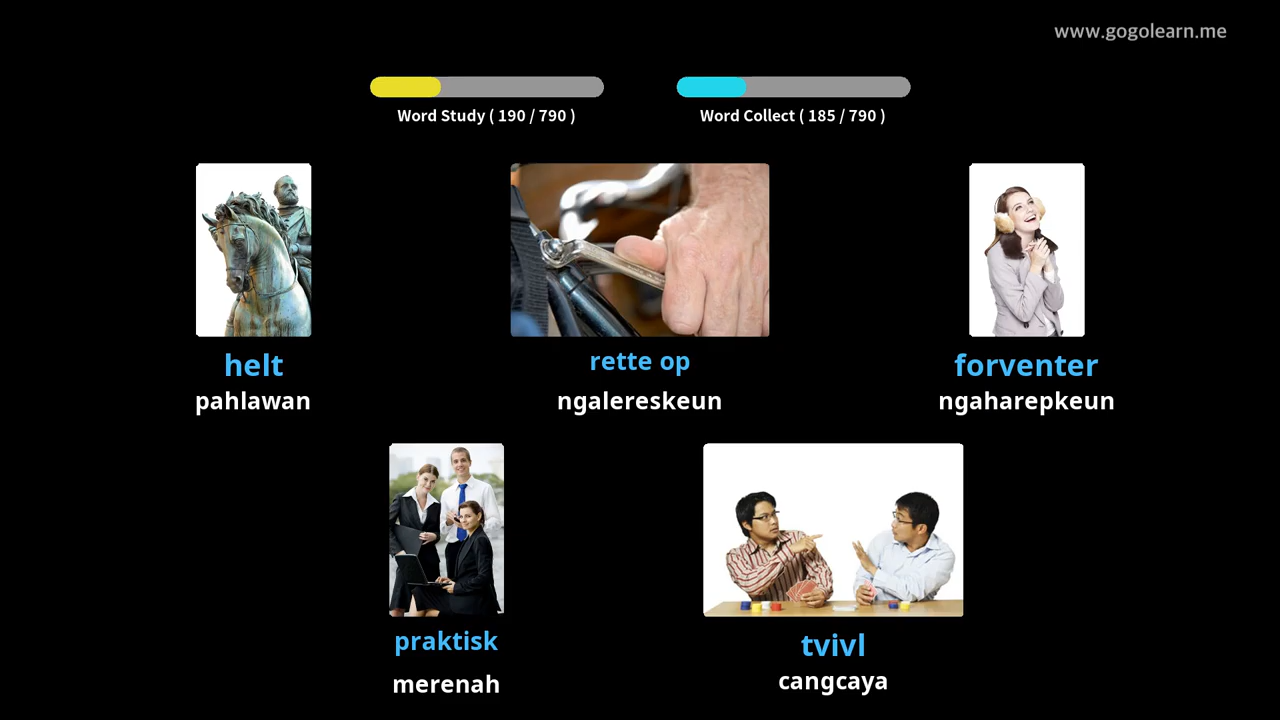 www.gogolearn.me
Word Study ( 190 / 790 )
Word Collect ( 185 / 790 )
helt
pahlawan
rette op
ngalereskeun
forventer
ngaharepkeun
praktisk
merenah
tvivl
cangcaya